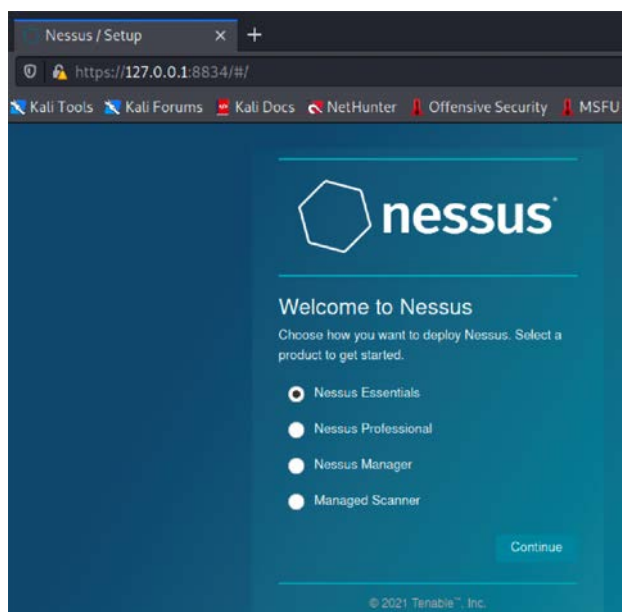 Nessus / Setup
https://127.0.0.1:8834/#/
Kali Tools Kali Forums Kali Docs NetHunter Offensive Security MSFU
nessus
Welcome to Nessus
Choose how you want to deploy Nessus. Select a
product to get started.
Nessus Essentials
Nessus Professional
Nessus Manager
Managed Scanner
Continue
© 2021 Tenable™, Inc.